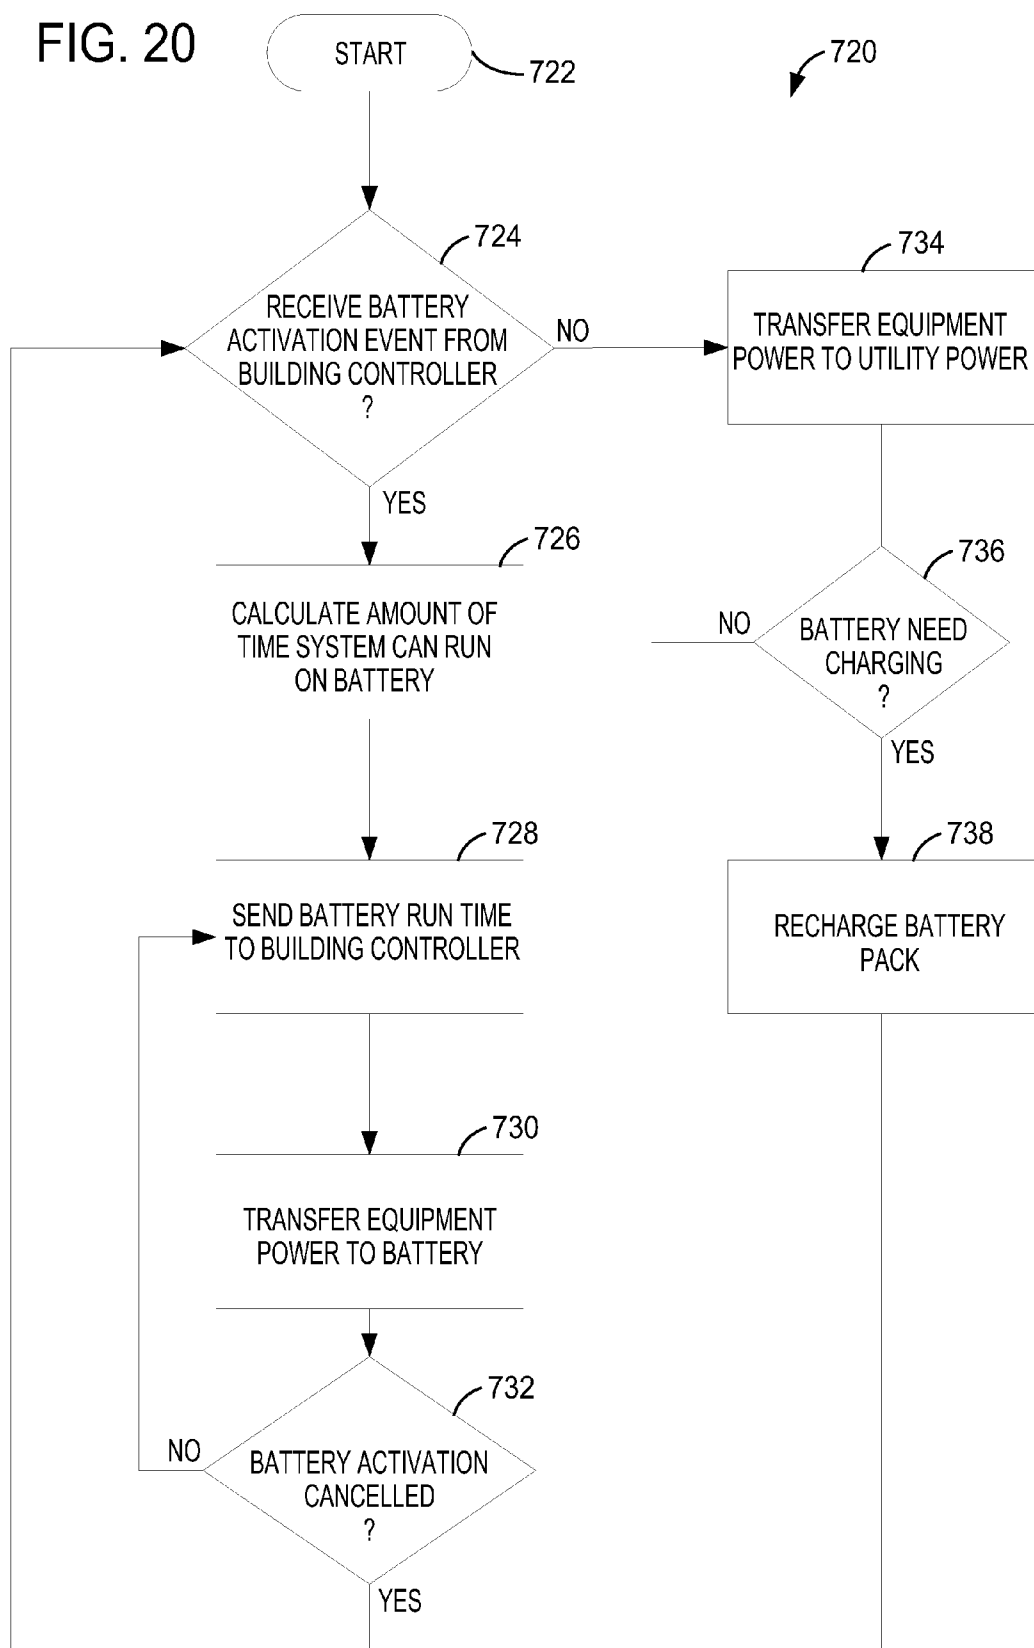 FIG. 20
START
722
720
724
RECEIVE BATTERY
ACTIVATION EVENT FROM
BUILDING CONTROLLER
?
NO
YES
734
TRANSFER EQUIPMENT
POWER TO UTILITY POWER
726
CALCULATE AMOUNT OF
TIME SYSTEM CAN RUN
ON BATTERY
736
NO
BATTERY NEED
CHARGING
?
YES
728
SEND BATTERY RUN TIME
TO BUILDING CONTROLLER
738
RECHARGE BATTERY
PACK
730
TRANSFER EQUIPMENT
POWER TO BATTERY
732
NO
BATTERY ACTIVATION
CANCELLED
?
YES